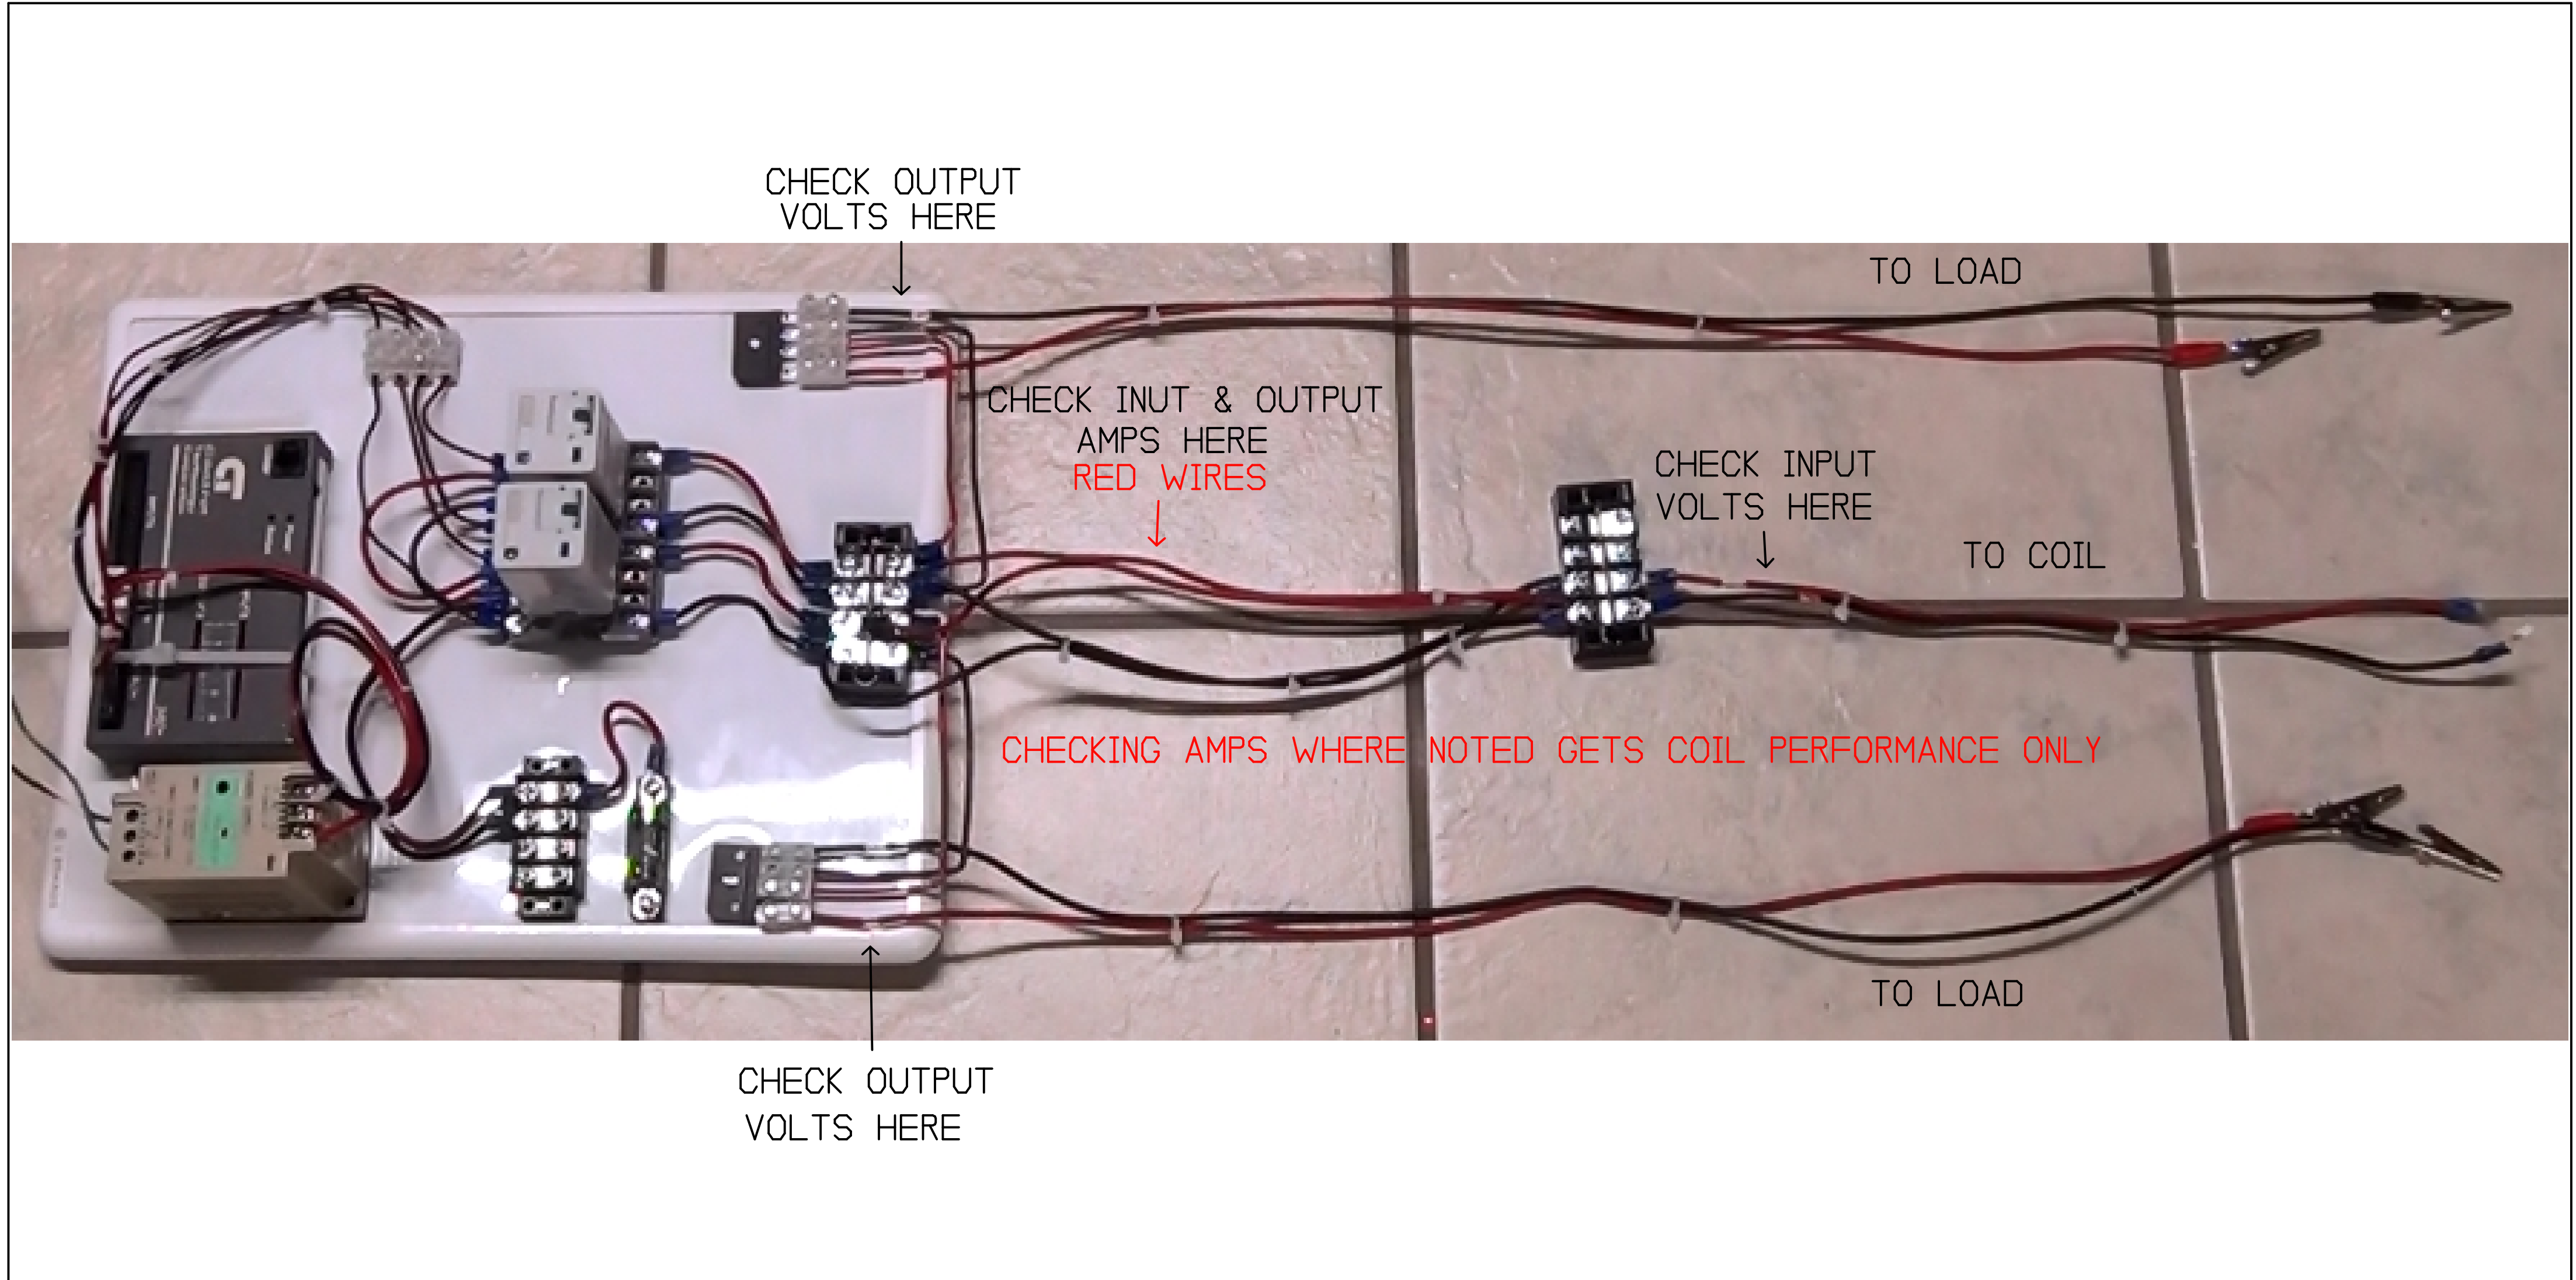 CHECK OUTPUT
VOLTS HERE
TO LOAD
CHECK INUT & OUTPUT
AMPS HERE
RED WIRES
CHECK INPUT
VOLTS HERE
TO COIL
CHECKING AMPS WHERE NOTED GETS COIL PERFORMANCE ONLY
TO LOAD
CHECK OUTPUT
VOLTS HERE